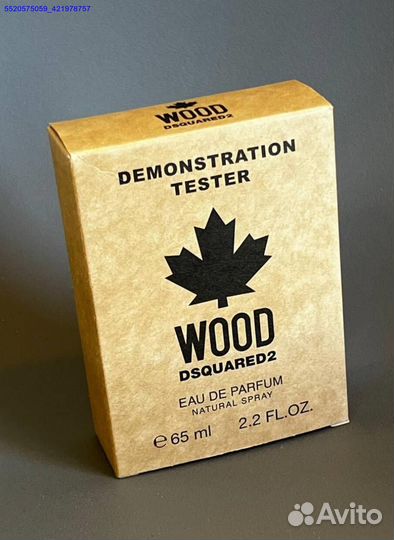 5520575059_421978757
WOOD
DSQUARED2
DEMONSTRATION
TESTER
WOOD
DSQUARED2
EAU DE PARFUM
NATURAL SPRAY
℮ 65 ml 2.2 FL.OZ.
Avito